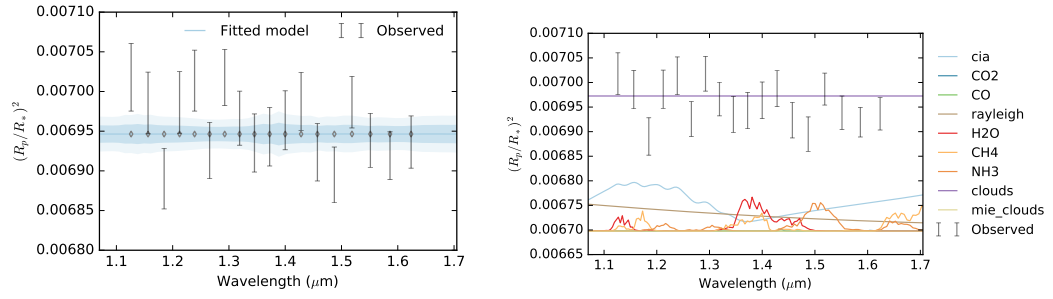 0.00710
0.00705
0.00700
0.00695
0.00690
0.00685
0.00680
(Rp/R*)²
Fitted model
Observed
1.1 1.2 1.3 1.4 1.5 1.6 1.7
Wavelength (μm)
0.00710
0.00705
0.00700
0.00695
0.00690
0.00685
0.00680
0.00675
0.00670
0.00665
(Rp/R*)²
1.1 1.2 1.3 1.4 1.5 1.6 1.7
Wavelength (μm)
cia
CO2
CO
rayleigh
H2O
CH4
NH3
clouds
mie_clouds
Observed